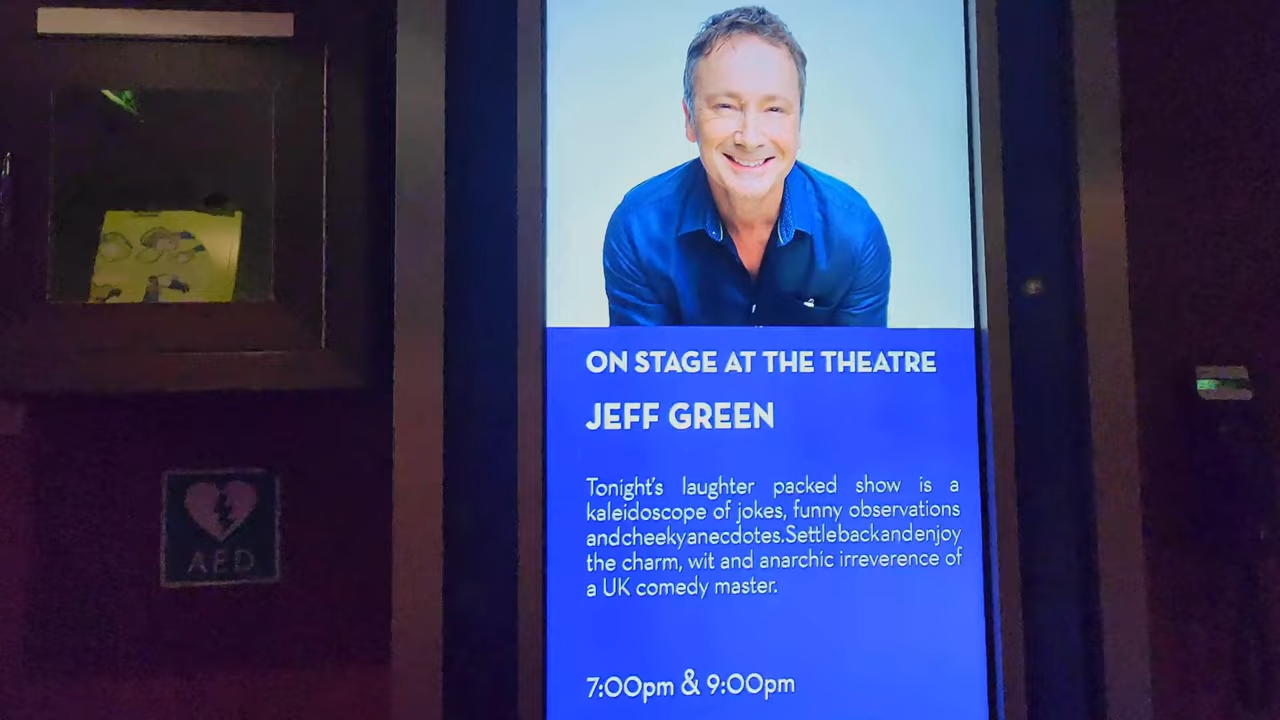 ON STAGE AT THE THEATRE
JEFF GREEN
Tonight's laughter packed show is a
kaleidoscope of jokes, funny observations
andcheekyanecdotes.Settlebackandenjoy
the charm, wit and anarchic irreverence of
a UK comedy master.
7:00pm & 9:00pm
AED